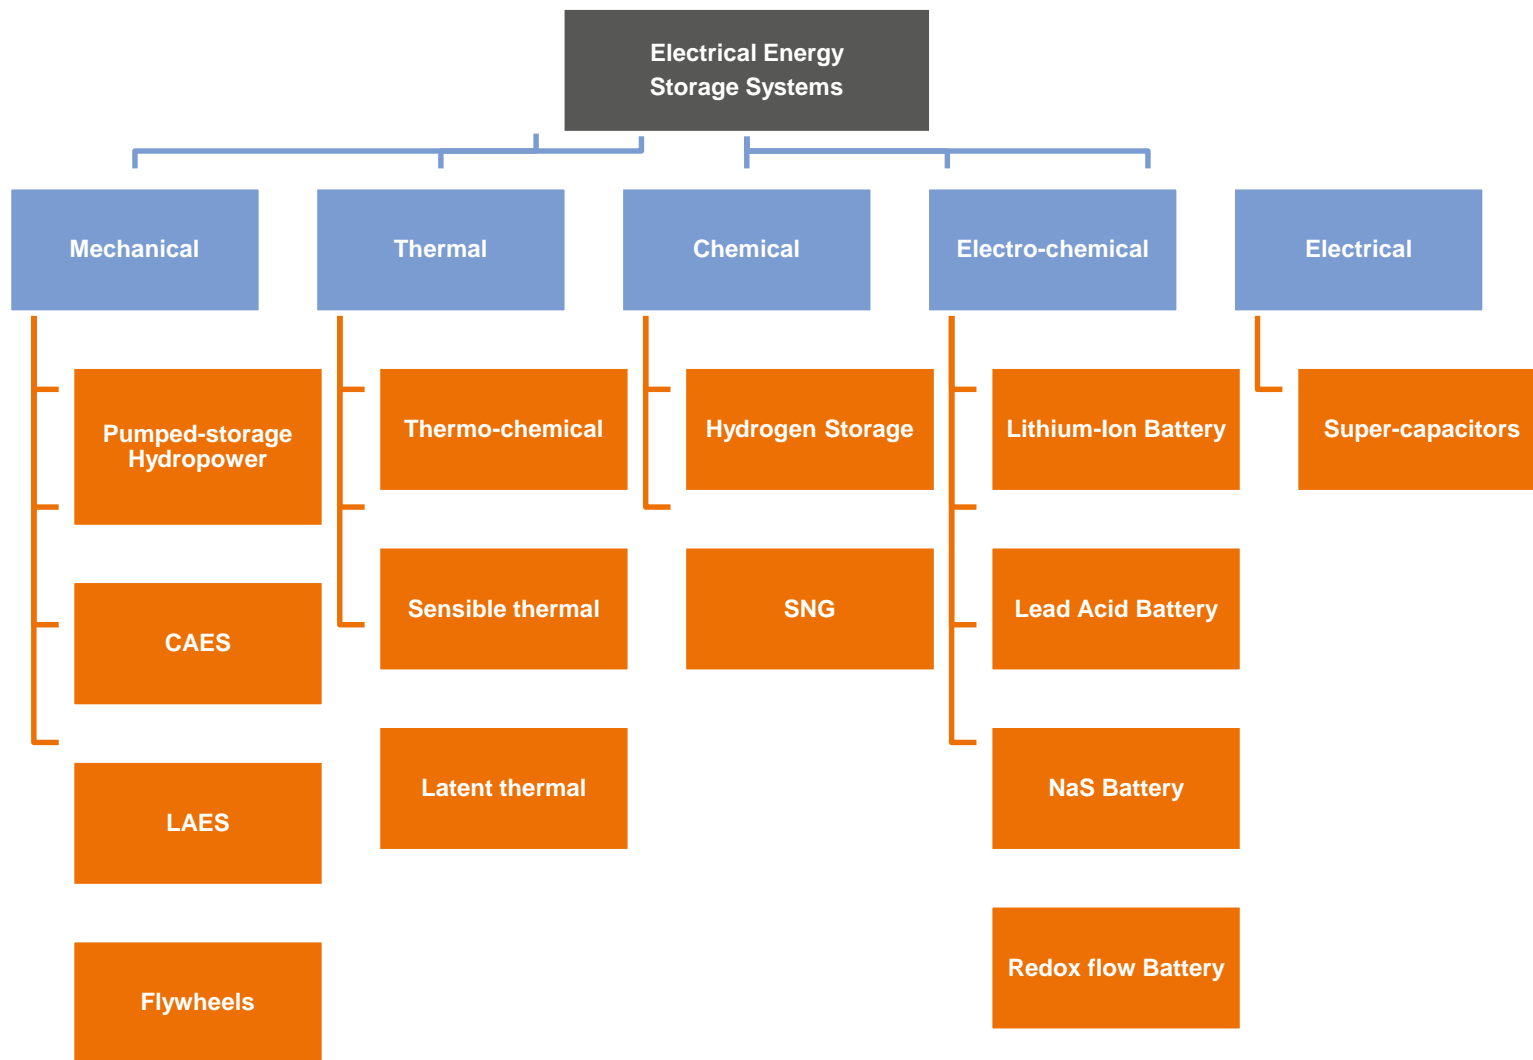 Electrical Energy
Storage Systems
Mechanical
Thermal
Chemical
Electro-chemical
Electrical
Pumped-storage
Hydropower
Thermo-chemical
Hydrogen Storage
Lithium-Ion Battery
Super-capacitors
CAES
Sensible thermal
SNG
Lead Acid Battery
LAES
Latent thermal
NaS Battery
Flywheels
Redox flow Battery